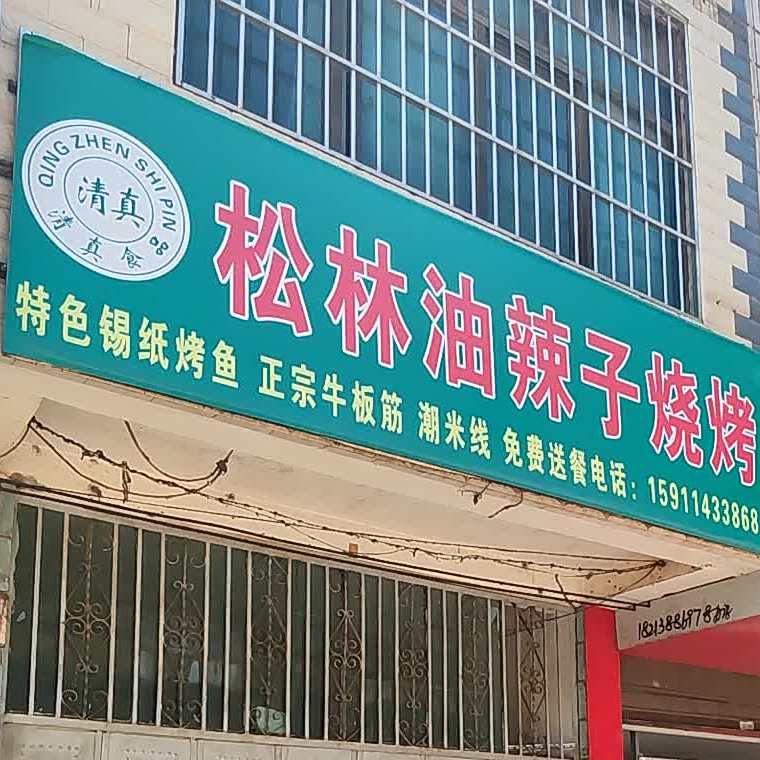 QING ZHEN SHI PIN
清真
清真食品
松林油辣子烧烤
特色锡纸烤鱼 正宗牛板筋 潮米线 免费送餐电话：15911433868